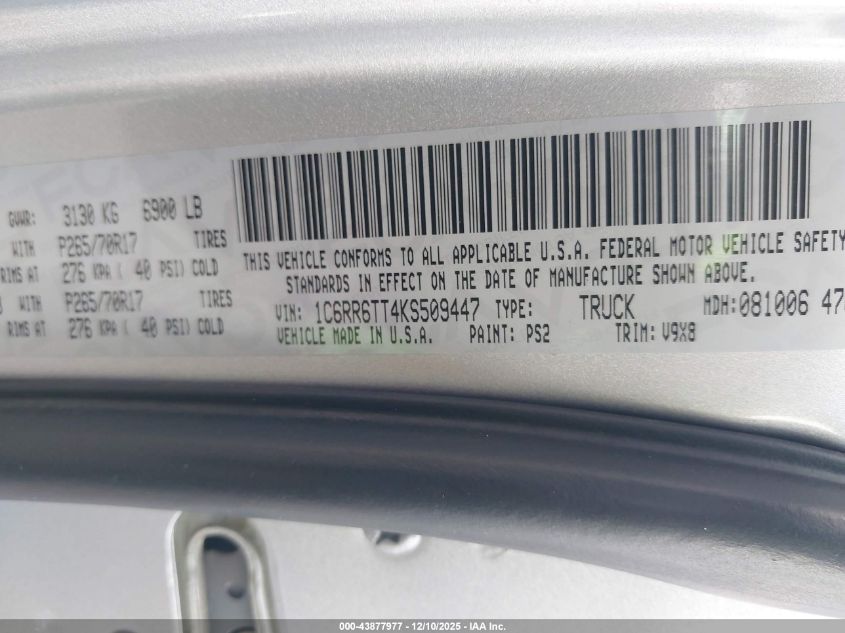 GVWR: 3130 KG 6900 LB
WITH P265/70R17 TIRES
RIMS AT 276 KPA ( 40 PSI) COLD
WITH P265/70R17 TIRES
RIMS AT 276 KPA ( 40 PSI) COLD
THIS VEHICLE CONFORMS TO ALL APPLICABLE U.S.A. FEDERAL MOTOR VEHICLE SAFETY
STANDARDS IN EFFECT ON THE DATE OF MANUFACTURE SHOWN ABOVE.
VIN: 1C6RR6TT4KS509447 TYPE: TRUCK MDH: 081006 47
VEHICLE MADE IN U.S.A. PAINT: PS2 TRIM: V9X8
000-43877977 - 12/10/2025 - IAA Inc.